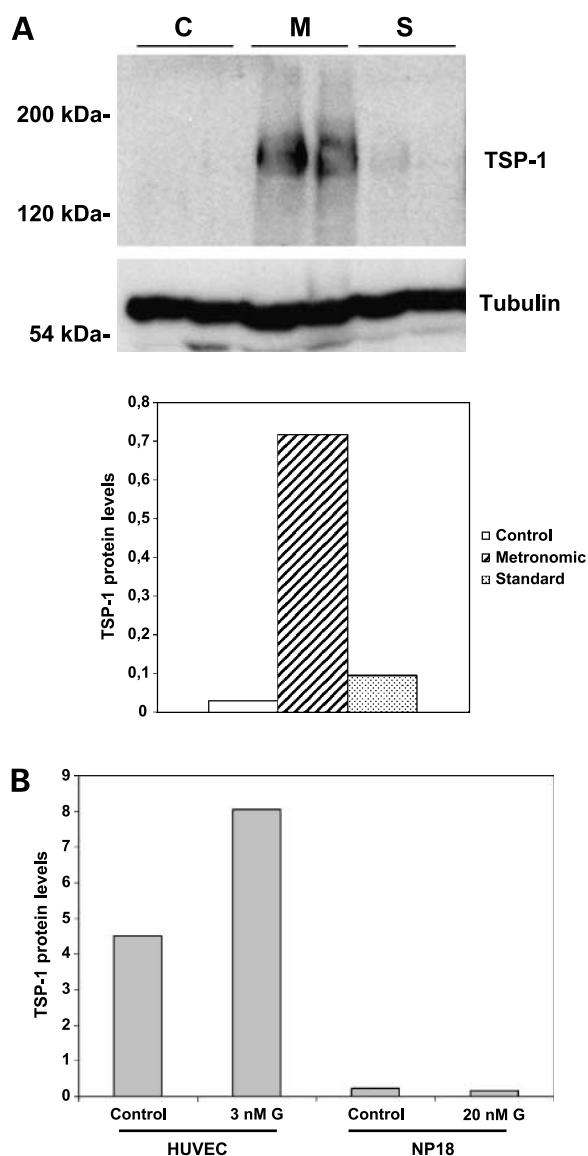 A
C M S
200 kDa-
TSP-1
120 kDa-
Tubulin
54 kDa-
0,8
0,7
0,6
0,5
0,4
0,3
0,2
0,1
0
TSP-1 protein levels
Control
Metronomic
Standard
B
9
8
7
6
5
4
3
2
1
0
TSP-1 protein levels
Control 3 nM G Control 20 nM G
HUVEC NP18